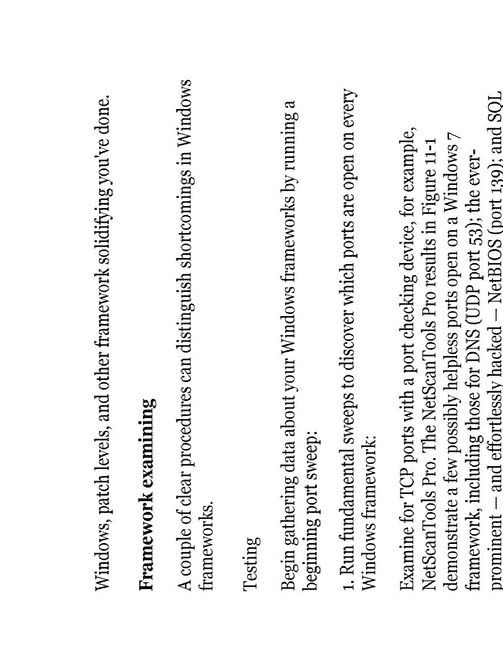 Windows, patch levels, and other framework solidifying you've done.
Framework examining
A couple of clear procedures can distinguish shortcomings in Windows
frameworks.
Testing
Begin gathering data about your Windows frameworks by running a
beginning port sweep:
1. Run fundamental sweeps to discover which ports are open on every
Windows framework:
Examine for TCP ports with a port checking device, for example,
NetScanTools Pro. The NetScanTools Pro results in Figure 11-1
demonstrate a few possibly helpless ports open on a Windows 7
framework, including those for DNS (UDP port 53); the ever-
prominent — and effortlessly hacked — NetBIOS (port 139); and SQL